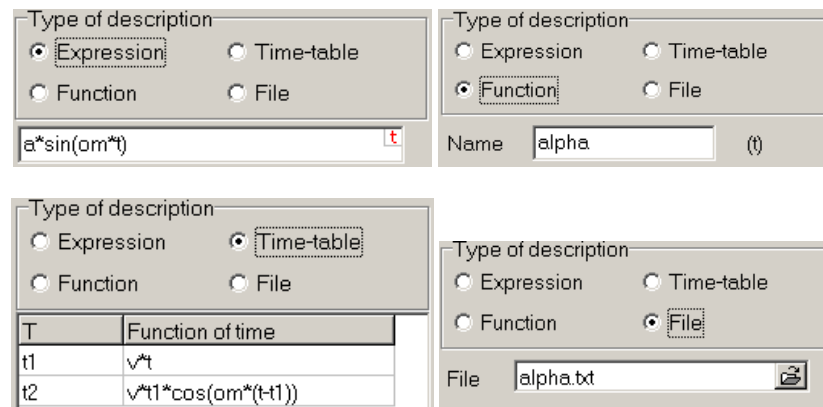 Type of description
Expression Time-table
Function File
a*sin(om*t) t
Type of description
Expression Time-table
Function File
Name alpha (t)
Type of description
Expression Time-table
Function File
T Function of time
t1 v*t
t2 v*t1*cos(om*(t-t1))
Type of description
Expression Time-table
Function File
File alpha.txt